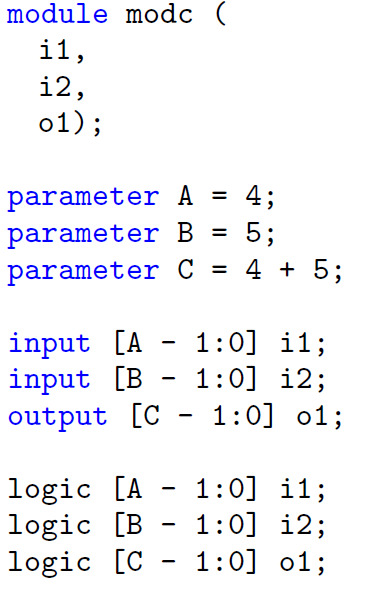 module modc (
i1,
i2,
o1);
parameter A = 4;
parameter B = 5;
parameter C = 4 + 5;
input [A - 1:0] i1;
input [B - 1:0] i2;
output [C - 1:0] o1;
logic [A - 1:0] i1;
logic [B - 1:0] i2;
logic [C - 1:0] o1;